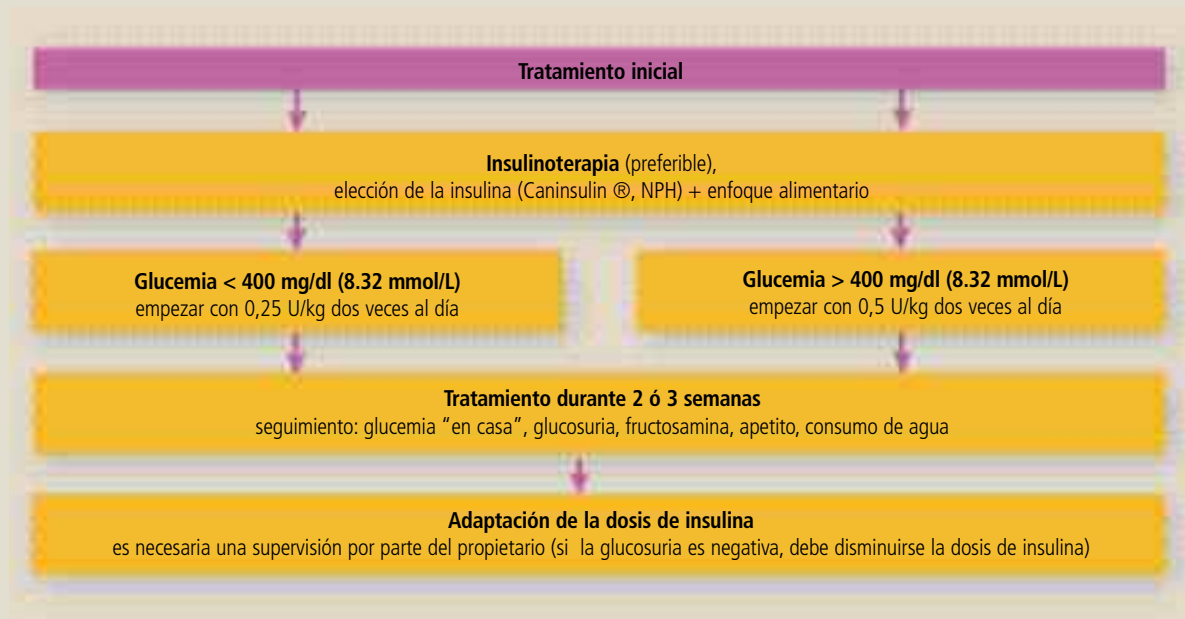 Tratamiento inicial
Insulinoterapia (preferible),
elección de la insulina (Caninsulin ®, NPH) + enfoque alimentario
Glucemia < 400 mg/dl (8.32 mmol/L)
empezar con 0,25 U/kg dos veces al día
Glucemia > 400 mg/dl (8.32 mmol/L)
empezar con 0,5 U/kg dos veces al día
Tratamiento durante 2 ó 3 semanas
seguimiento: glucemia "en casa", glucosuria, fructosamina, apetito, consumo de agua
Adaptación de la dosis de insulina
es necesaria una supervisión por parte del propietario (si la glucosuria es negativa, debe disminuirse la dosis de insulina)